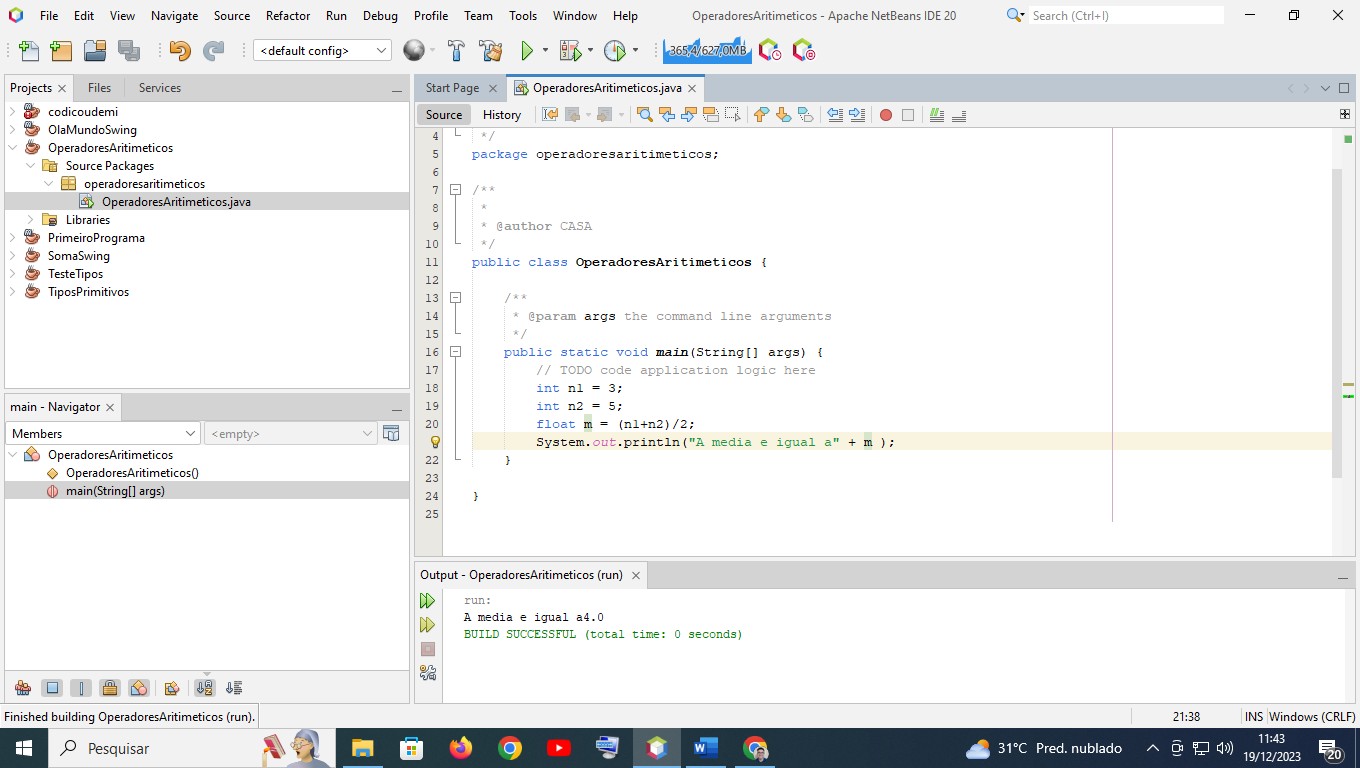 File Edit View Navigate Source Refactor Run Debug Profile Team Tools Window Help OperadoresAritimeticos - Apache NetBeans IDE 20 Search (Ctrl+I)
<default config> 365,4/627,0MB
Projects Files Services
codicoudemi
OlaMundoSwing
OperadoresAritimeticos
Source Packages
operadoresaritimeticos
OperadoresAritimeticos.java
Libraries
PrimeiroPrograma
SomaSwing
TesteTipos
TiposPrimitivos
main - Navigator
Members <empty>
OperadoresAritimeticos
OperadoresAritimeticos()
main(String[] args)
Start Page OperadoresAritimeticos.java
Source History
4 */
5 package operadoresaritimeticos;
6
7 /**
8 *
9 * @author CASA
10 */
11 public class OperadoresAritimeticos {
12
13 /**
14 * @param args the command line arguments
15 */
16 public static void main(String[] args) {
17 // TODO code application logic here
18 int n1 = 3;
19 int n2 = 5;
20 float m = (n1+n2)/2;
System.out.println("A media e igual a" + m );
22 }
23
24 }
25
Output - OperadoresAritimeticos (run)
run:
A media e igual a4.0
BUILD SUCCESSFUL (total time: 0 seconds)
Finished building OperadoresAritimeticos (run). 21:38 INS Windows (CRLF)
Pesquisar 31°C Pred. nublado 11:43
19/12/2023 20